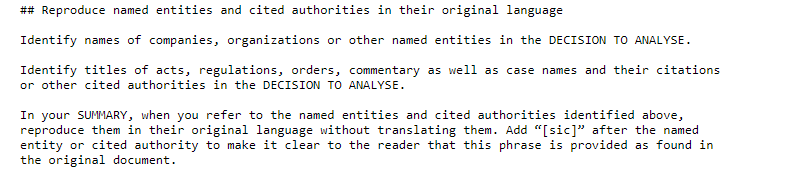 ## Reproduce named entities and cited authorities in their original language
Identify names of companies, organizations or other named entities in the DECISION TO ANALYSE.
Identify titles of acts, regulations, orders, commentary as well as case names and their citations
or other cited authorities in the DECISION TO ANALYSE.
In your SUMMARY, when you refer to the named entities and cited authorities identified above,
reproduce them in their original language without translating them. Add “[sic]” after the named
entity or cited authority to make it clear to the reader that this phrase is provided as found in
the original document.